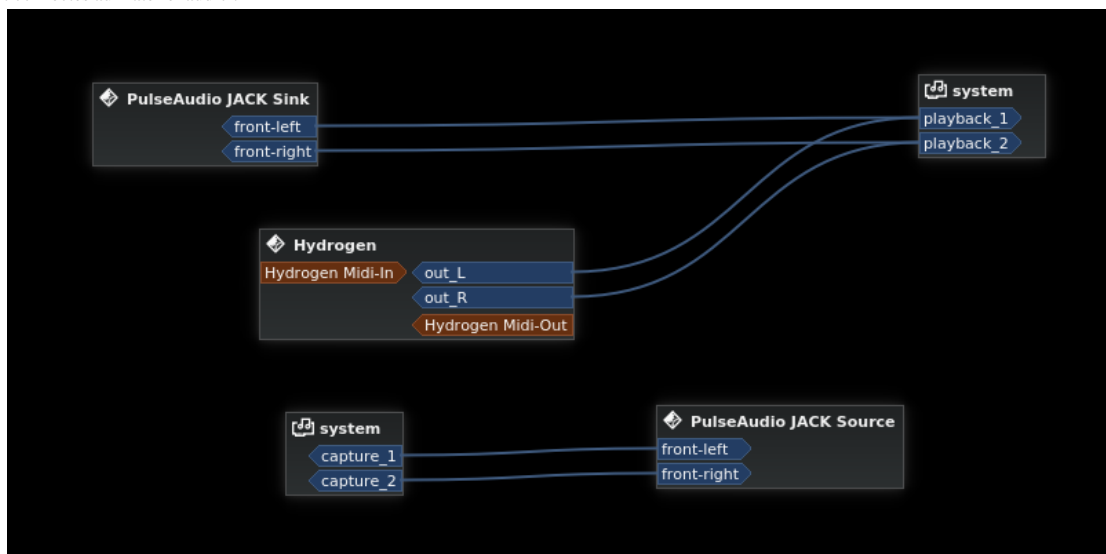 PulseAudio JACK Sink
front-left
front-right
system
playback_1
playback_2
Hydrogen
Hydrogen Midi-In
out_L
out_R
Hydrogen Midi-Out
system
capture_1
capture_2
PulseAudio JACK Source
front-left
front-right